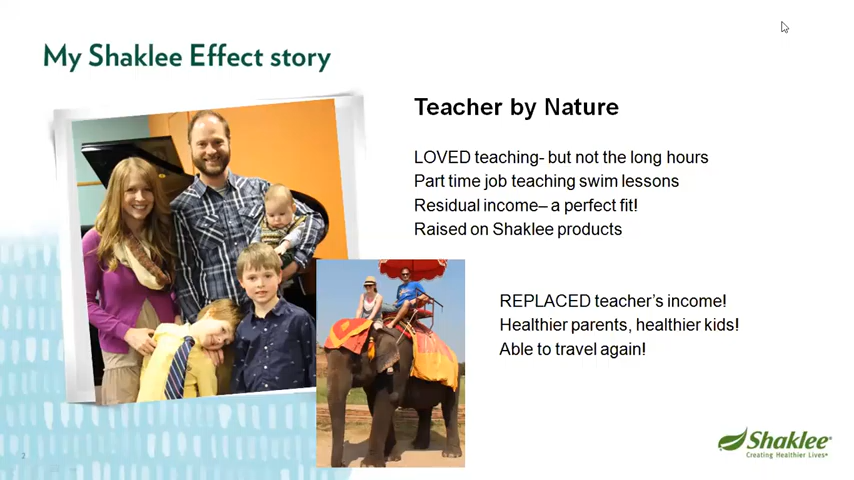 My Shaklee Effect story
Teacher by Nature
LOVED teaching- but not the long hours
Part time job teaching swim lessons
Residual income– a perfect fit!
Raised on Shaklee products
REPLACED teacher's income!
Healthier parents, healthier kids!
Able to travel again!
2
Shaklee®
Creating Healthier Lives®